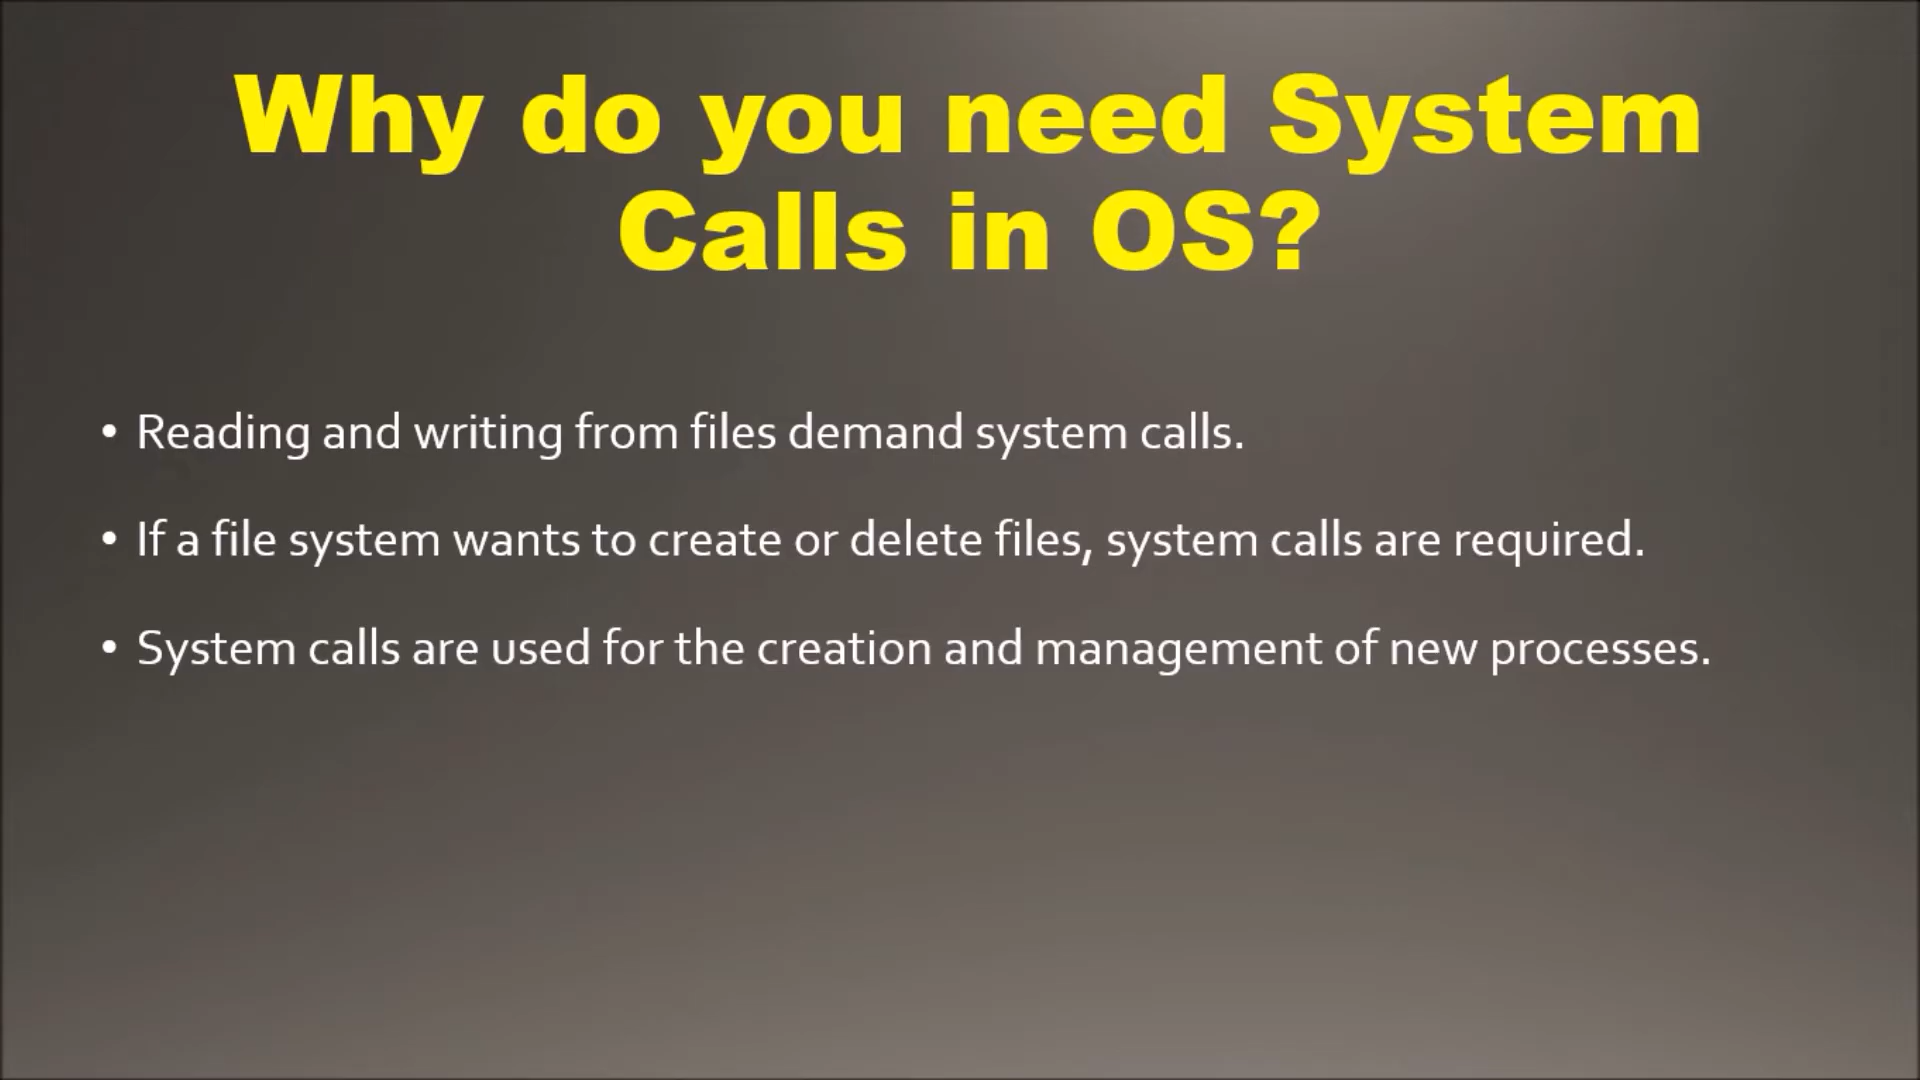 Why do you need System
Calls in OS?
• Reading and writing from files demand system calls.
• If a file system wants to create or delete files, system calls are required.
• System calls are used for the creation and management of new processes.